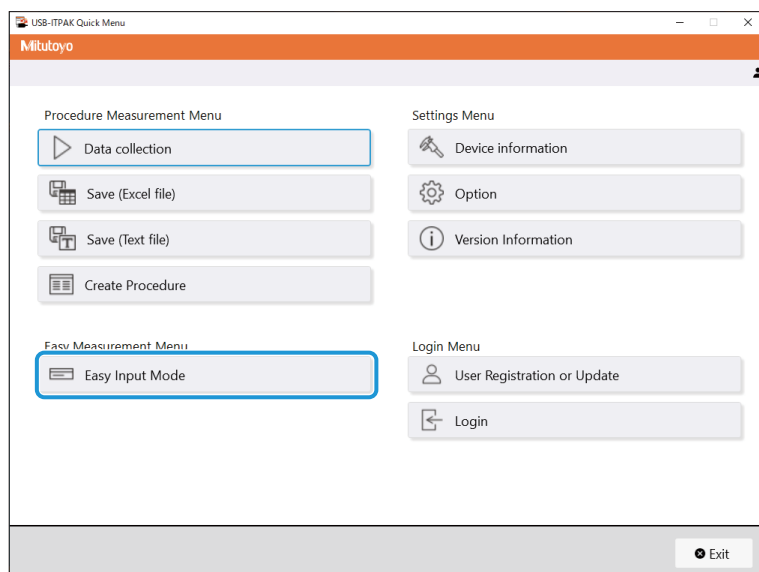 USB-ITPAK Quick Menu
Mitutoyo
Procedure Measurement Menu
Data collection
Save (Excel file)
Save (Text file)
Create Procedure
Easy Measurement Menu
Easy Input Mode
Settings Menu
Device information
Option
Version Information
Login Menu
User Registration or Update
Login
Exit